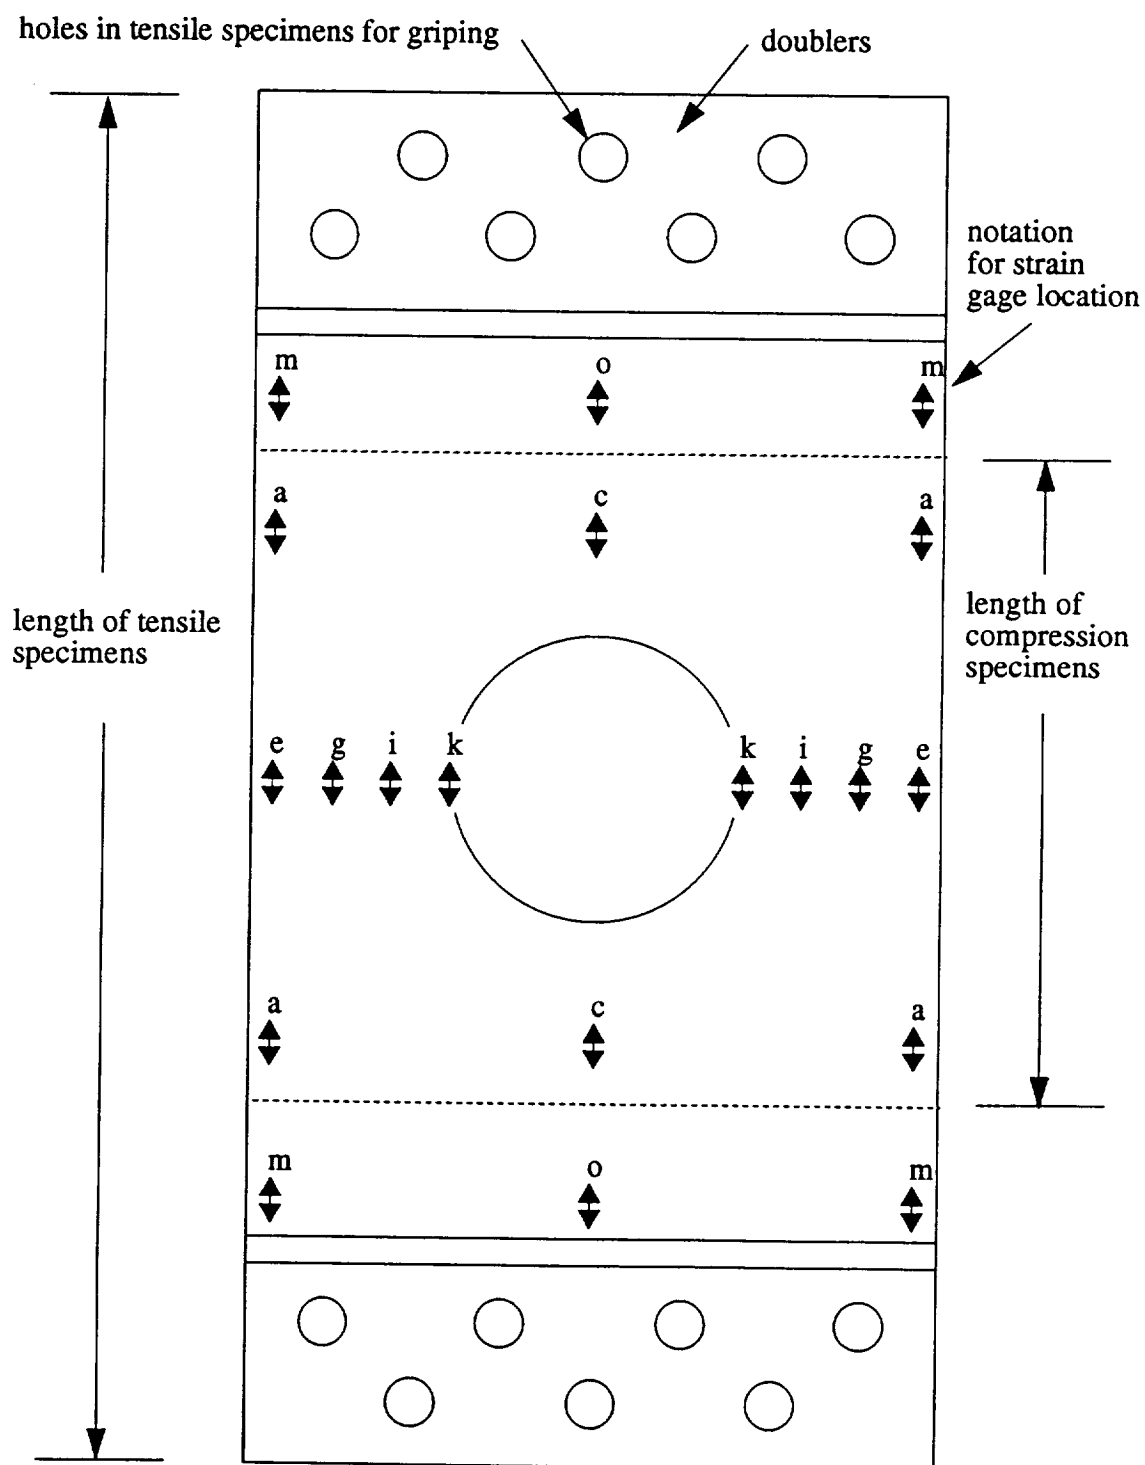 holes in tensile specimens for griping
doublers
notation
for strain
gage location
m o m
a c a
length of tensile
specimens
length of
compression
specimens
e g i k k i g e
a c a
m o m